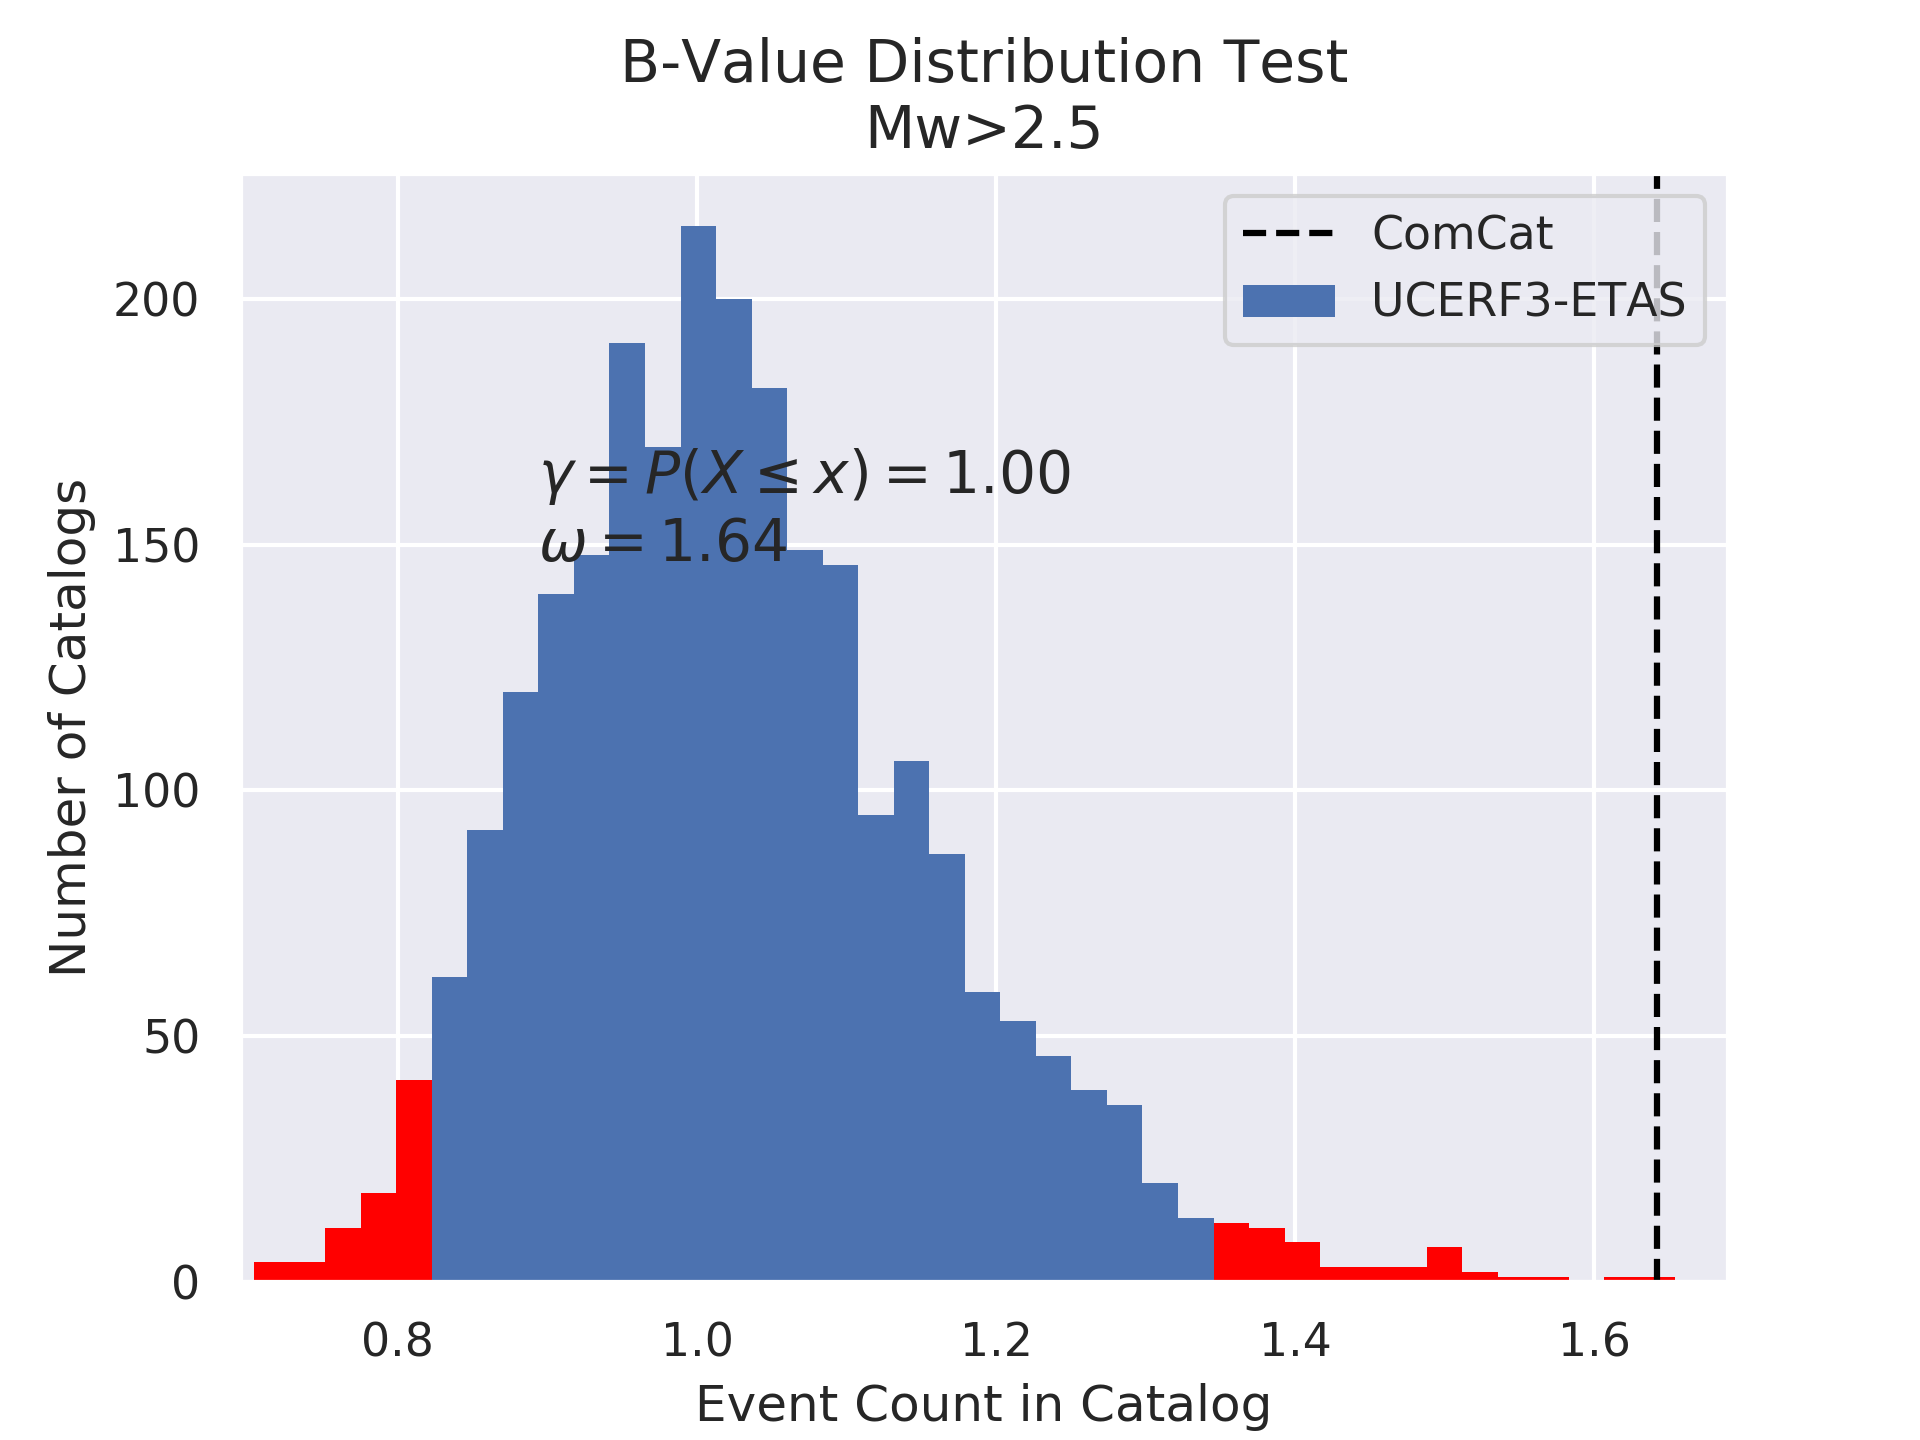 B-Value Distribution Test
Mw>2.5
ComCat
UCERF3-ETAS
γ = P(X ≤ x) = 1.00
ω = 1.64
Number of Catalogs
200
150
100
50
0
0.8 1.0 1.2 1.4 1.6
Event Count in Catalog